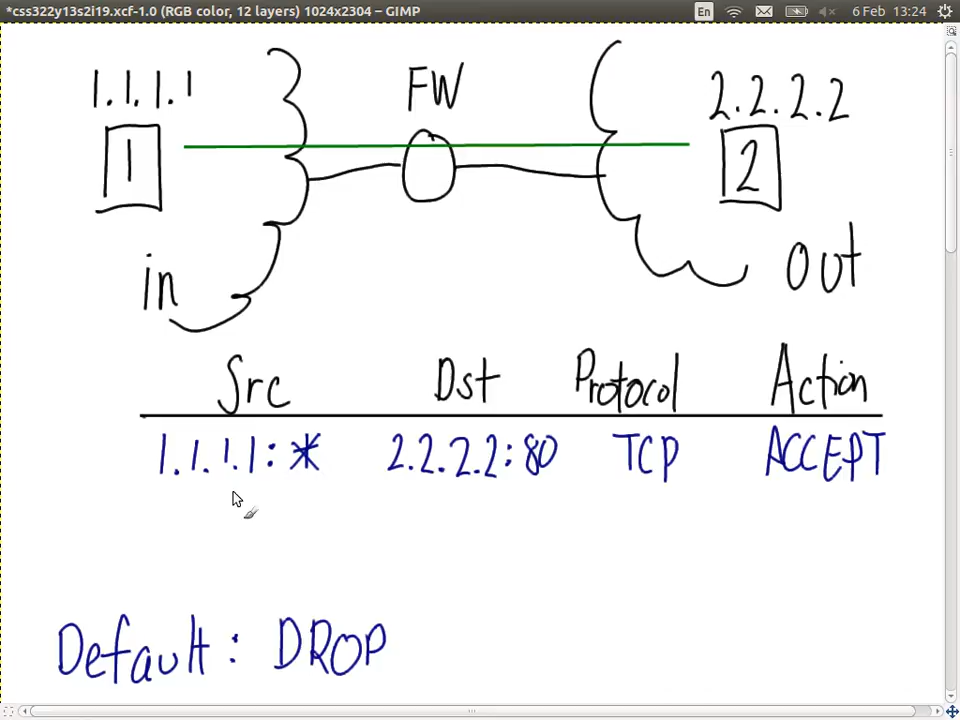 *css322y13s2i19.xcf-1.0 (RGB color, 12 layers) 1024x2304 – GIMP En 6 Feb 13:24
1.1.1.1 FW 2.2.2.2
1 2
in out
Src Dst Protocol Action
1.1.1.1:* 2.2.2.2:80 TCP ACCEPT
Default: DROP